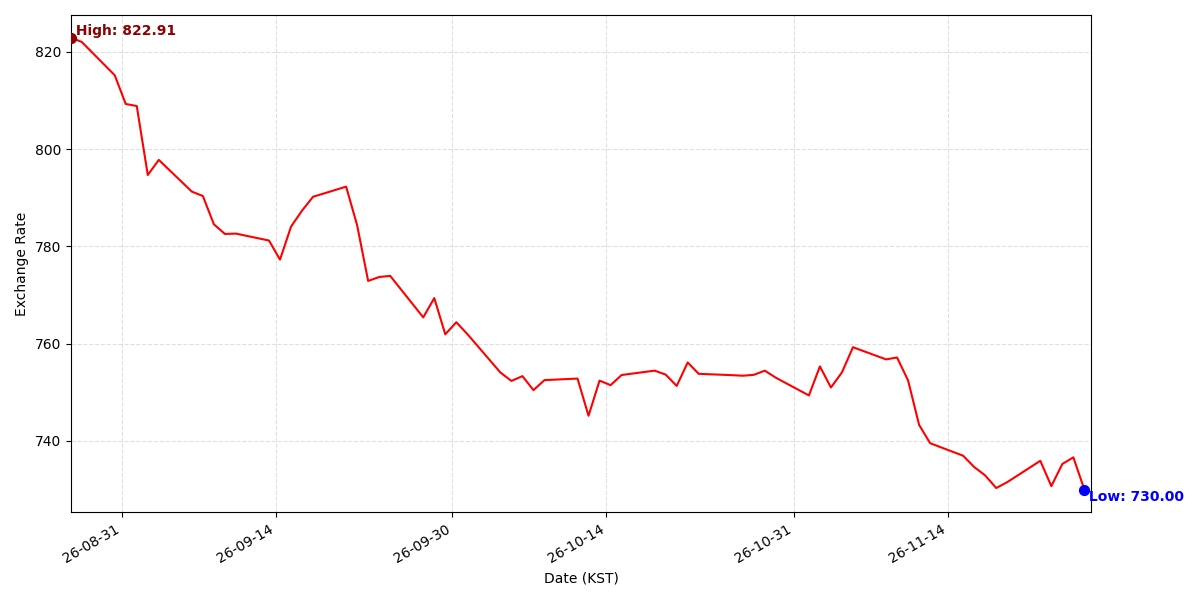 High: 822.91
820
800
780
760
740
Exchange Rate
Low: 730.00
26-08-31
26-09-14
26-09-30
26-10-14
26-10-31
26-11-14
Date (KST)